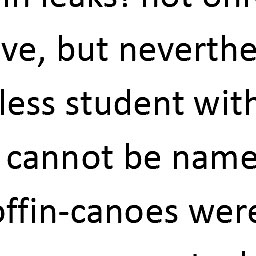 leaks? not
ve, but neverthe
less student with
cannot be name
offin-canoes were